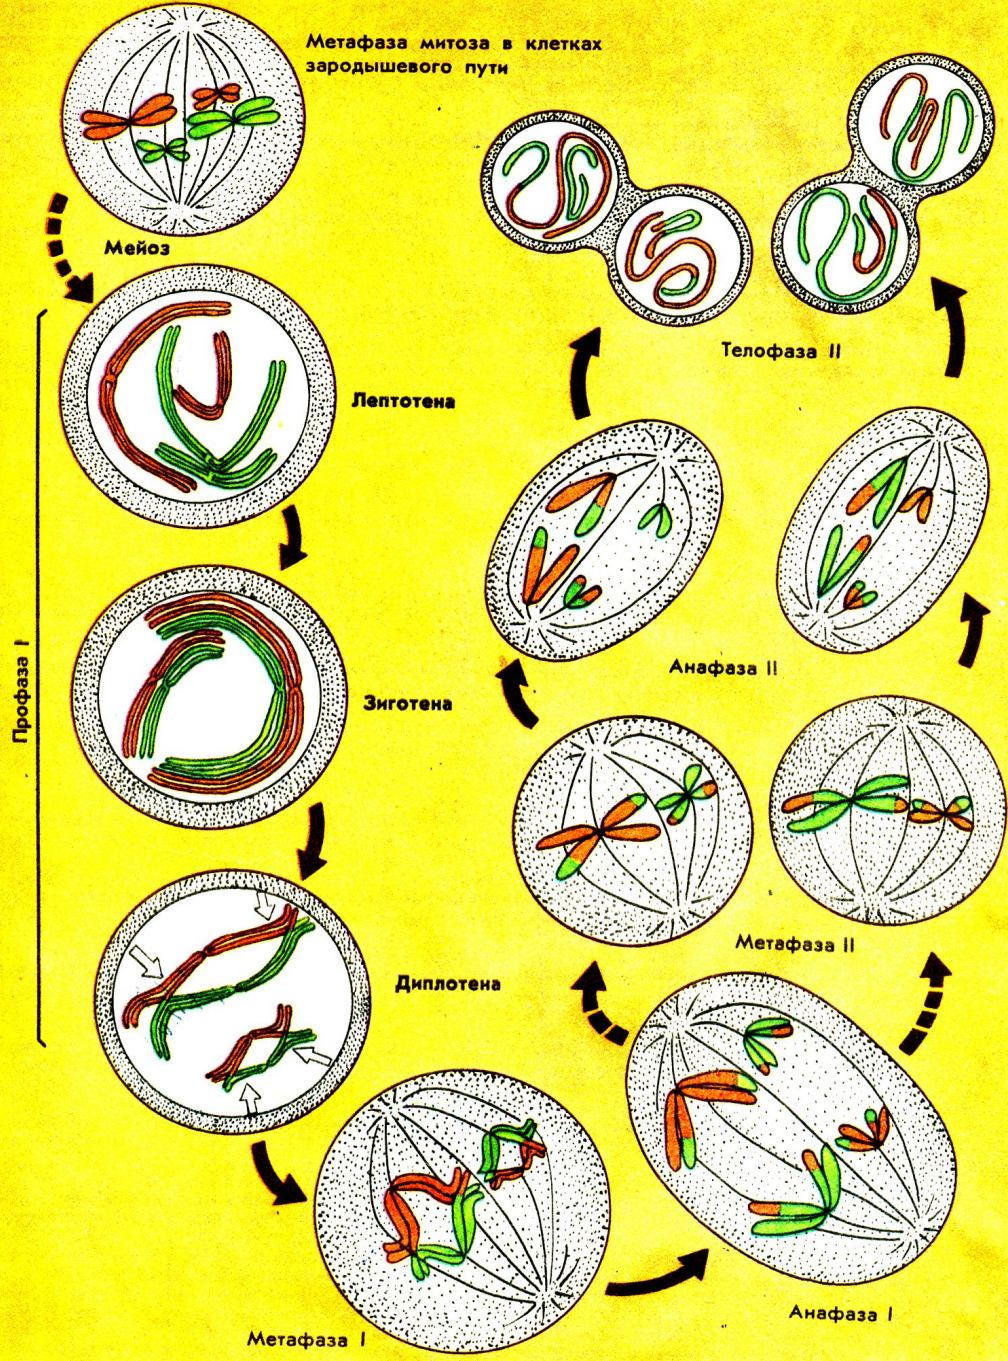 Метафаза митоза в клетках
зародышевого пути
Мейоз
Лептотена
Профаза I
Зиготена
Диплотена
Метафаза I
Анафаза I
Метафаза II
Анафаза II
Телофаза II